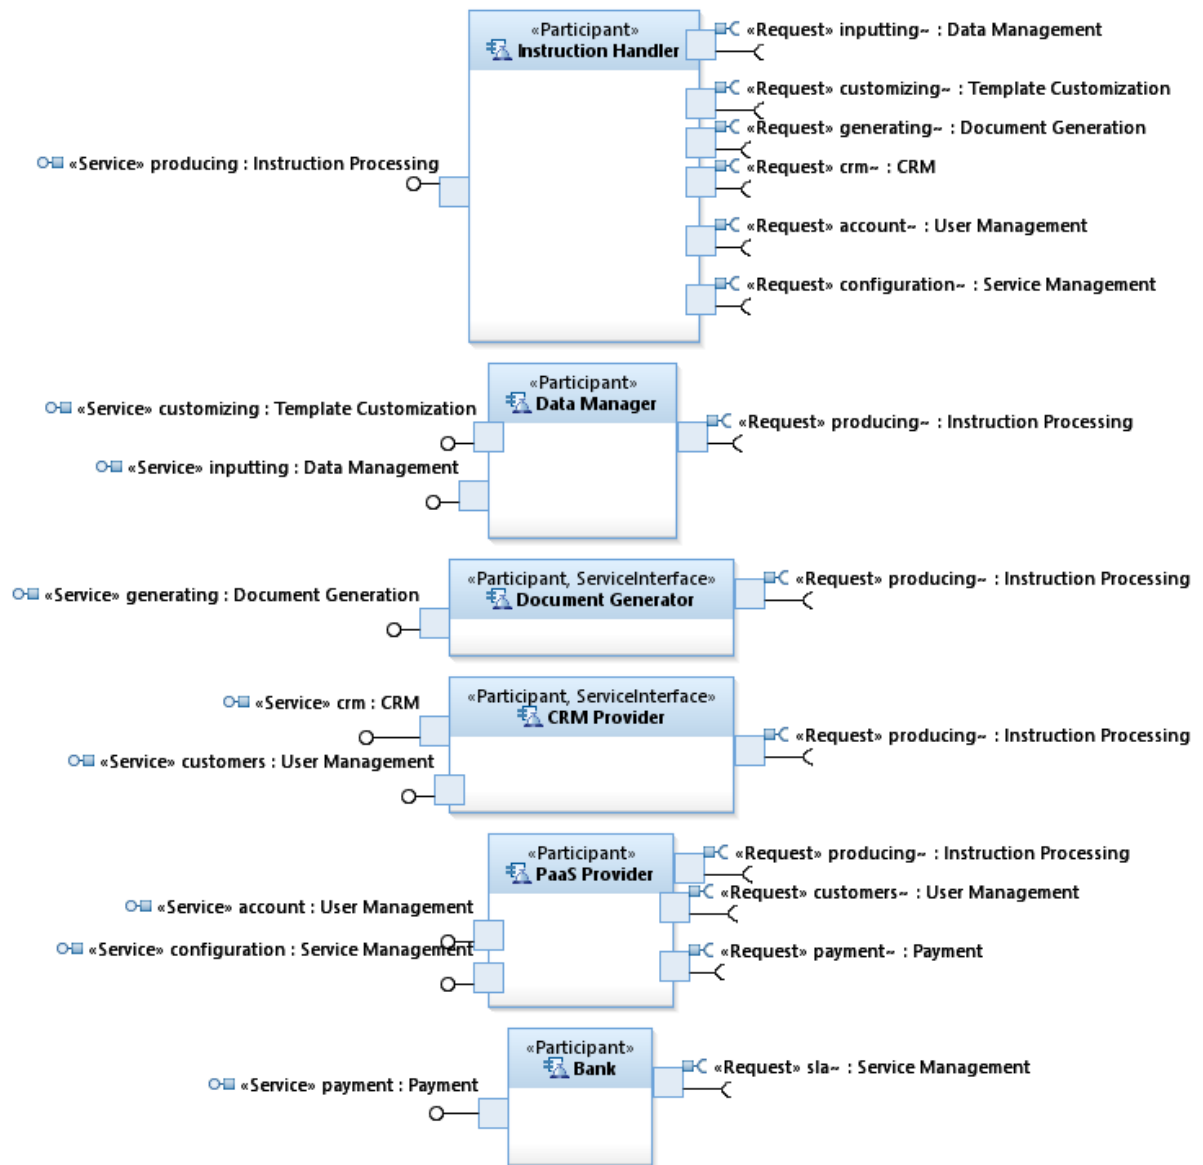 «Participant»
Instruction Handler
«Request» inputting~ : Data Management
«Request» customizing~ : Template Customization
«Request» generating~ : Document Generation
«Service» producing : Instruction Processing
«Request» crm~ : CRM
«Request» account~ : User Management
«Request» configuration~ : Service Management
«Participant»
Data Manager
«Service» customizing : Template Customization
«Request» producing~ : Instruction Processing
«Service» inputting : Data Management
«Participant, ServiceInterface»
Document Generator
«Service» generating : Document Generation
«Request» producing~ : Instruction Processing
«Participant, ServiceInterface»
CRM Provider
«Service» crm : CRM
«Request» producing~ : Instruction Processing
«Service» customers : User Management
«Participant»
PaaS Provider
«Request» producing~ : Instruction Processing
«Request» customers~ : User Management
«Service» account : User Management
«Service» configuration : Service Management
«Request» payment~ : Payment
«Participant»
Bank
«Request» sla~ : Service Management
«Service» payment : Payment